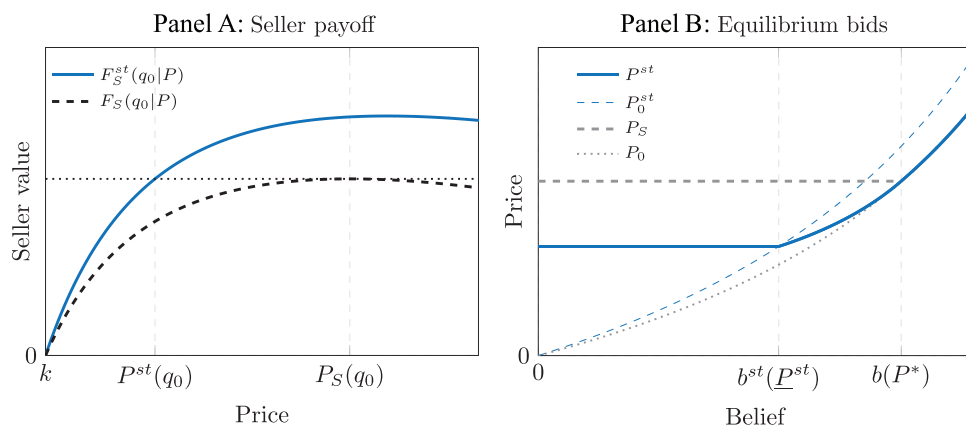 Panel A: Seller payoff
F_S^{st}(q_0|P)
F_S(q_0|P)
Seller value
0
k
P^{st}(q_0)
P_S(q_0)
Price
Panel B: Equilibrium bids
P^{st}
P_0^{st}
P_S
P_0
Price
0
0
b^{st}(\underline{P}^{st})
b(P*)
Belief